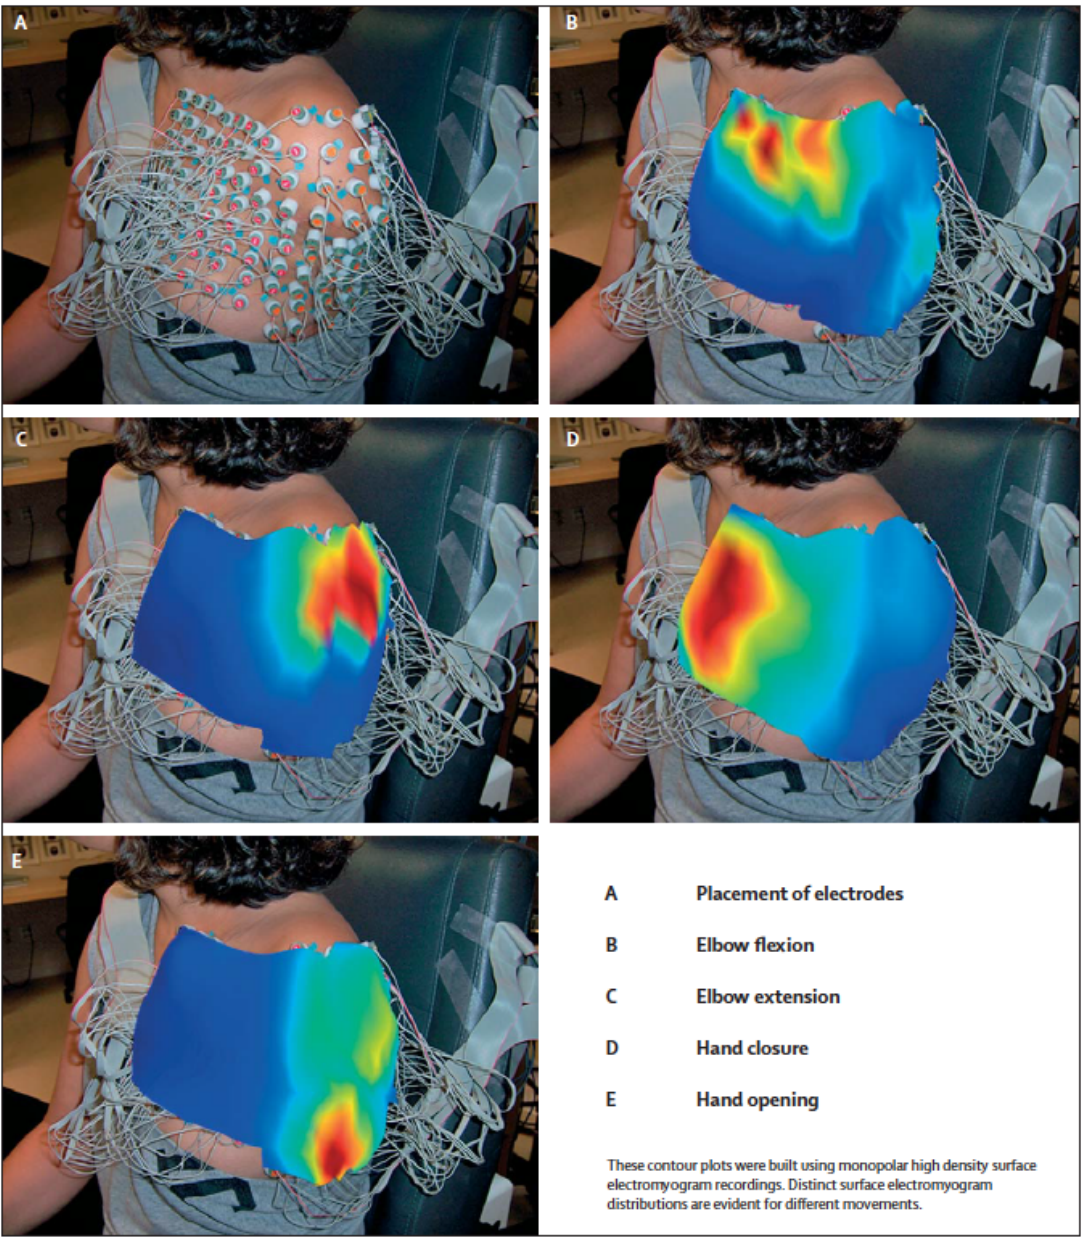 A
B
C
D
E
A Placement of electrodes
B Elbow flexion
C Elbow extension
D Hand closure
E Hand opening
These contour plots were built using monopolar high density surface
electromyogram recordings. Distinct surface electromyogram
distributions are evident for different movements.